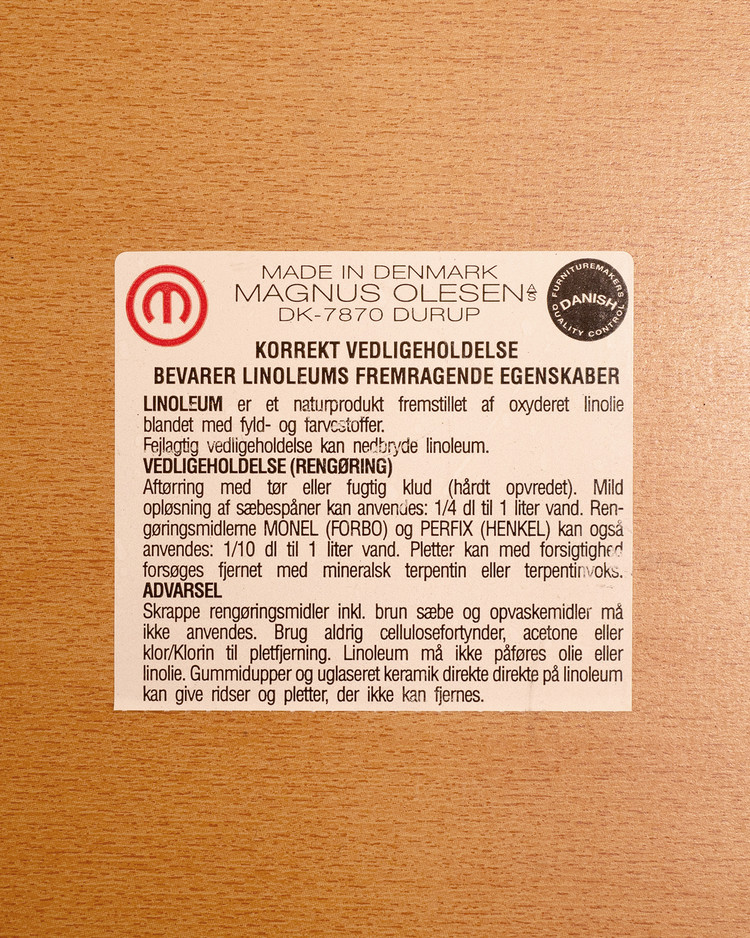 MADE IN DENMARK
MAGNUS OLESEN A/S
DK-7870 DURUP
FURNITUREMAKERS
DANISH
QUALITY CONTROL
KORREKT VEDLIGEHOLDELSE
BEVARER LINOLEUMS FREMRAGENDE EGENSKABER
LINOLEUM er et naturprodukt fremstillet af oxyderet linolie
blandet med fyld- og farvestoffer.
Fejlagtig vedligeholdelse kan nedbryde linoleum.
VEDLIGEHOLDELSE (RENGØRING)
Aftørring med tør eller fugtig klud (hårdt opvredet). Mild
opløsning af sæbespåner kan anvendes: 1/4 dl til 1 liter vand. Ren-
gøringsmidlerne MONEL (FORBO) og PERFIX (HENKEL) kan også
anvendes: 1/10 dl til 1 liter vand. Pletter kan med forsigtighed
forsøges fjernet med mineralsk terpentin eller terpentinvoks.
ADVARSEL
Skrappe rengøringsmidler inkl. brun sæbe og opvaskemidler må
ikke anvendes. Brug aldrig cellulosefortynder, acetone eller
klor/Klorin til pletfjerning. Linoleum må ikke påføres olie eller
linolie. Gummidupper og uglaseret keramik direkte direkte på linoleum
kan give ridser og pletter, der ikke kan fjernes.